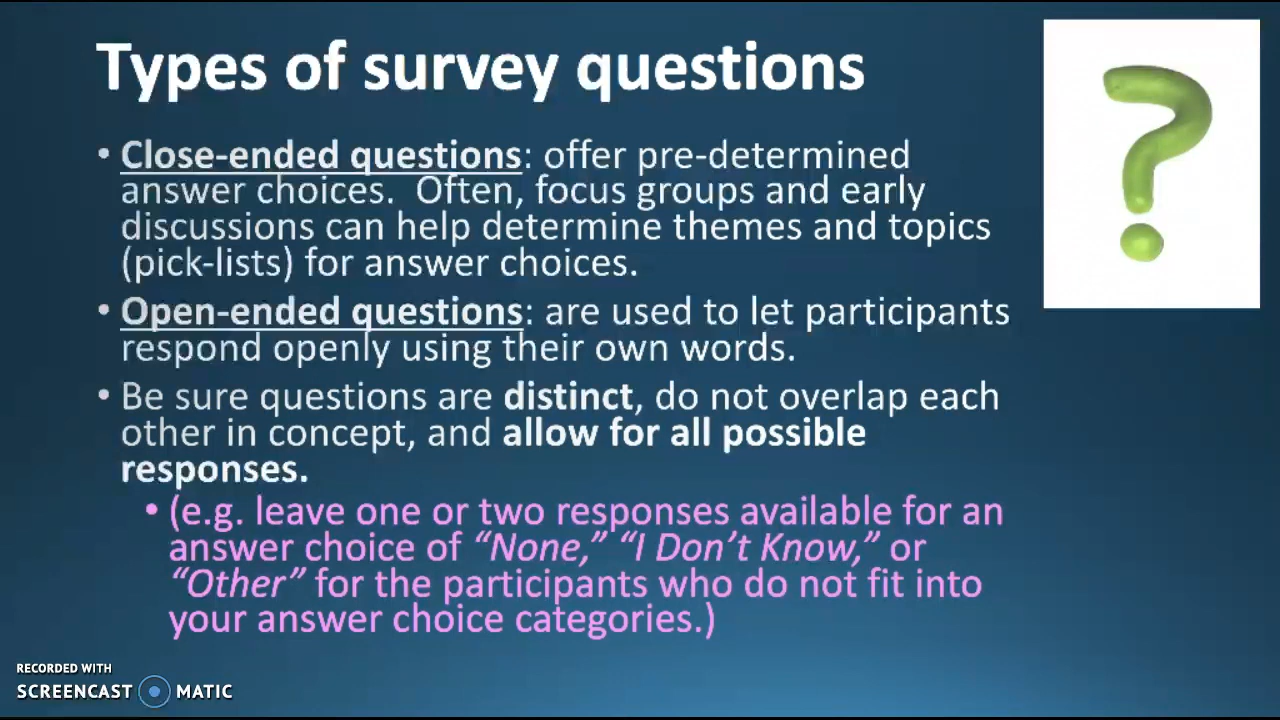 Types of survey questions
• Close-ended questions: offer pre-determined
answer choices.  Often, focus groups and early
discussions can help determine themes and topics
(pick-lists) for answer choices.
• Open-ended questions: are used to let participants
respond openly using their own words.
• Be sure questions are distinct, do not overlap each
other in concept, and allow for all possible
responses.
• (e.g. leave one or two responses available for an
answer choice of “None,” “I Don’t Know,” or
“Other” for the participants who do not fit into
your answer choice categories.)
?
RECORDED WITH
SCREENCAST MATIC